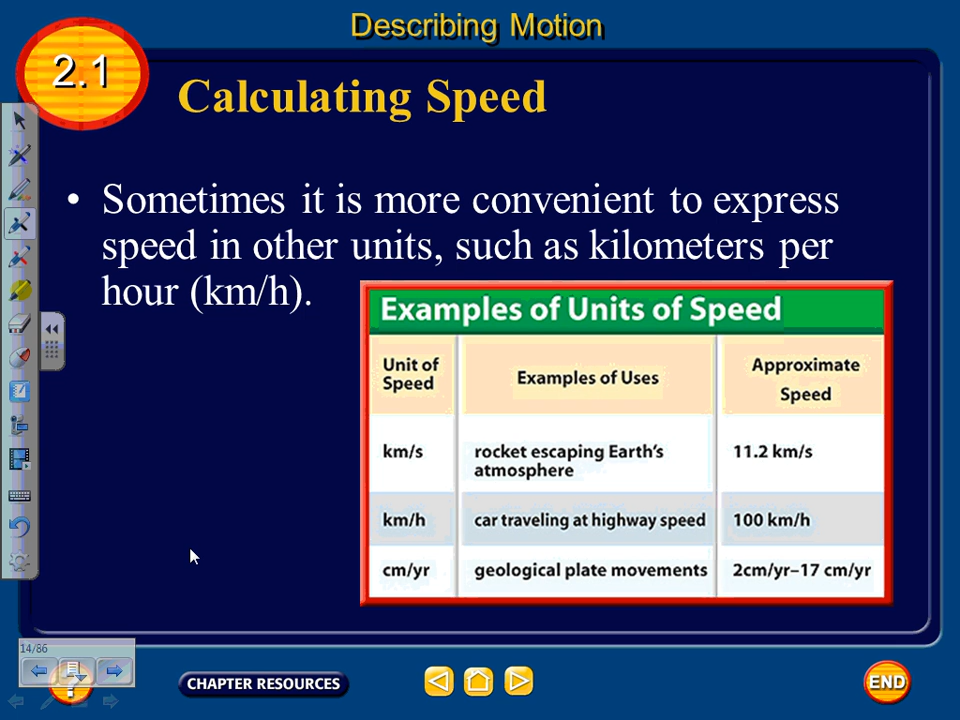 Describing Motion
2.1
Calculating Speed
• Sometimes it is more convenient to express
speed in other units, such as kilometers per
hour (km/h).
Examples of Units of Speed
Unit of
Speed
Examples of Uses
Approximate
Speed
km/s
rocket escaping Earth's
atmosphere
11.2 km/s
km/h
car traveling at highway speed
100 km/h
cm/yr
geological plate movements
2cm/yr–17 cm/yr
14/86
?
CHAPTER RESOURCES
END